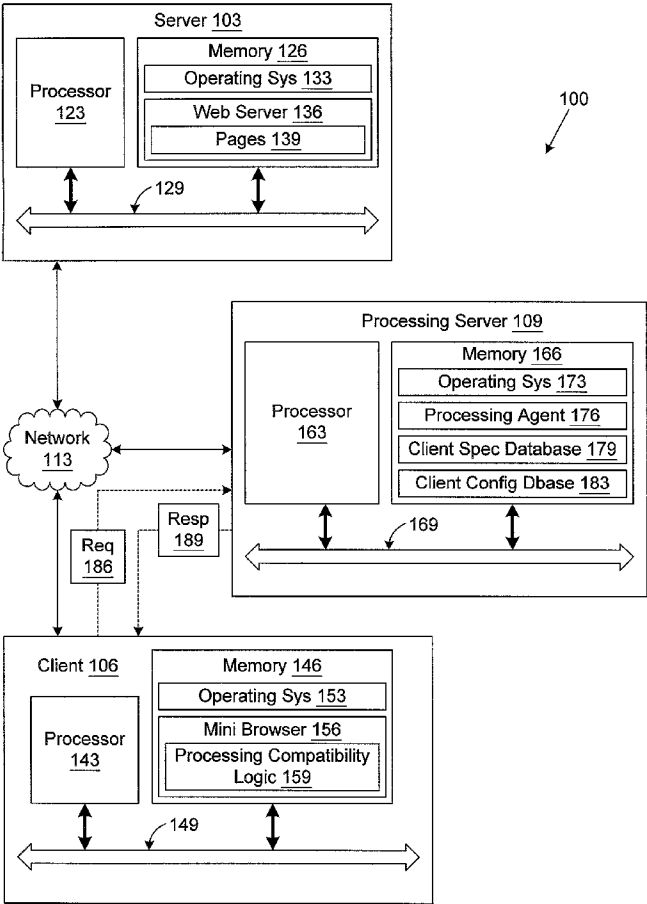 Server 103
Processor
123
Memory 126
Operating Sys 133
Web Server 136
Pages 139
129
100
Processing Server 109
Processor
163
Memory 166
Operating Sys 173
Processing Agent 176
Client Spec Database 179
Client Config Dbase 183
169
Network
113
Req
186
Resp
189
Client 106
Processor
143
Memory 146
Operating Sys 153
Mini Browser 156
Processing Compatibility
Logic 159
149